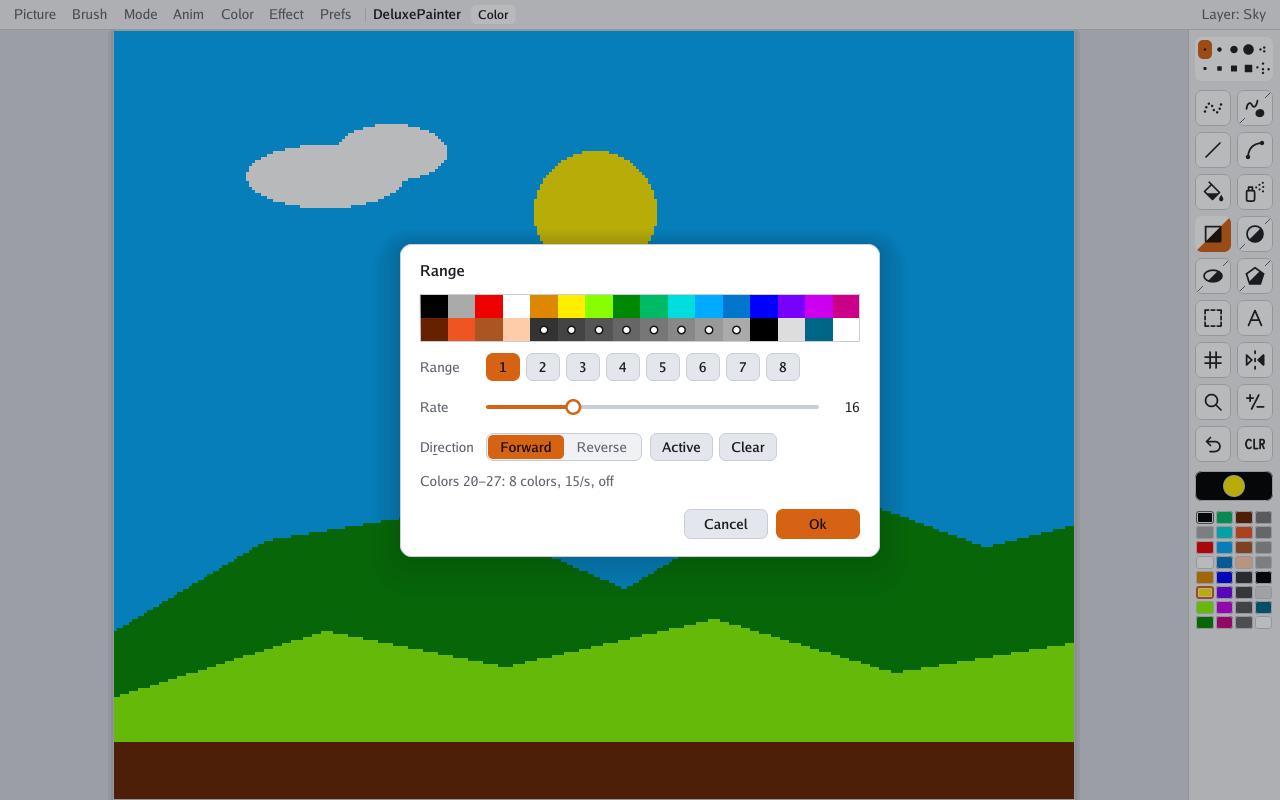 Picture Brush Mode Anim Color Effect Prefs DeluxePainter Color Layer: Sky
Range
Range 1 2 3 4 5 6 7 8
Rate 16
Direction Forward Reverse Active Clear
Colors 20–27: 8 colors, 15/s, off
Cancel Ok
A
CLR